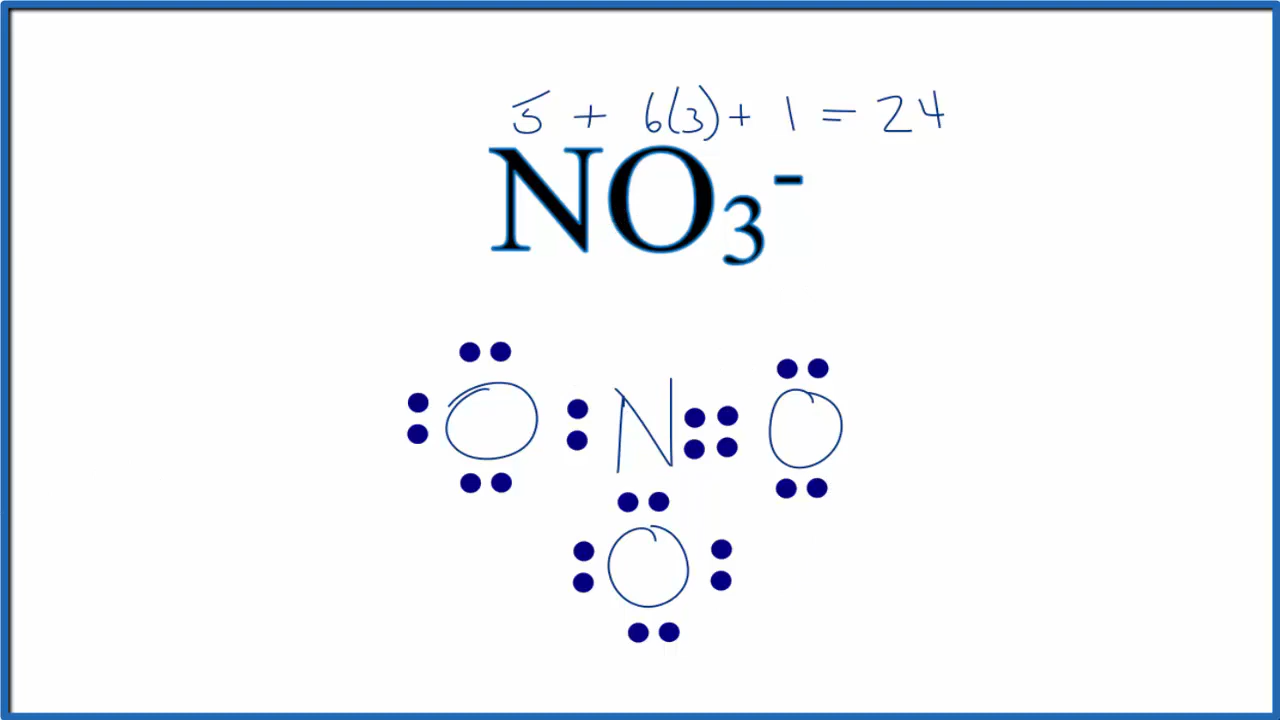 5 + 6(3) + 1 = 24
NO₃⁻
O N O
O